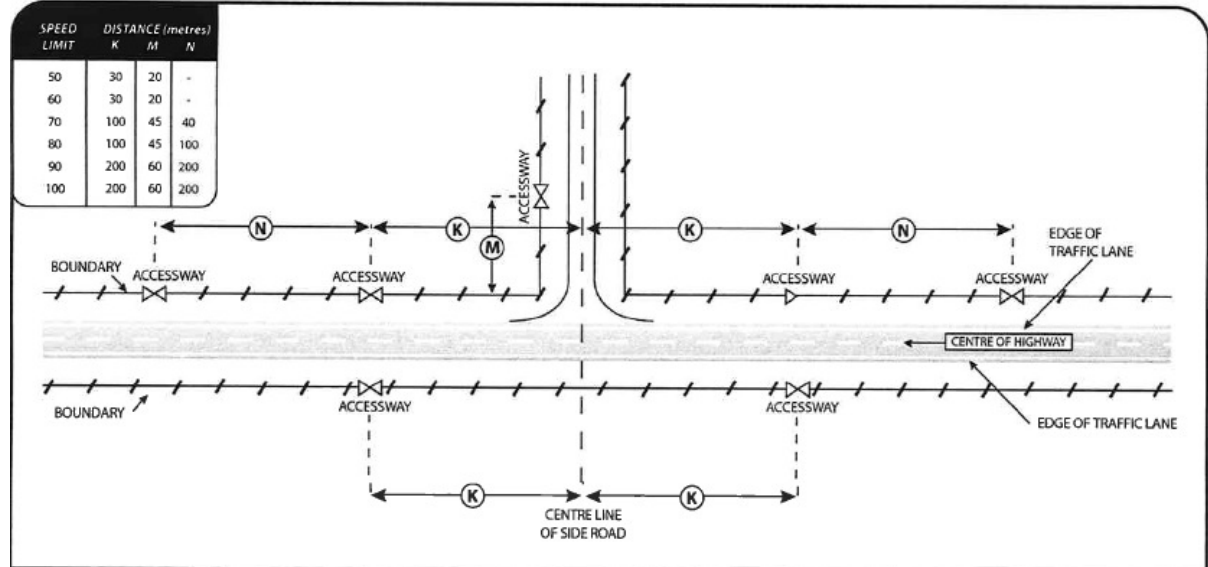 SPEED LIMIT DISTANCE (metres)
K M N
50 30 20 -
60 30 20 -
70 100 45 40
80 100 45 100
90 200 60 200
100 200 60 200
ACCESSWAY
N K M K N
EDGE OF
TRAFFIC LANE
BOUNDARY
ACCESSWAY
ACCESSWAY
ACCESSWAY
ACCESSWAY
CENTRE OF HIGHWAY
BOUNDARY
ACCESSWAY
ACCESSWAY
EDGE OF TRAFFIC LANE
K K
CENTRE LINE
OF SIDE ROAD